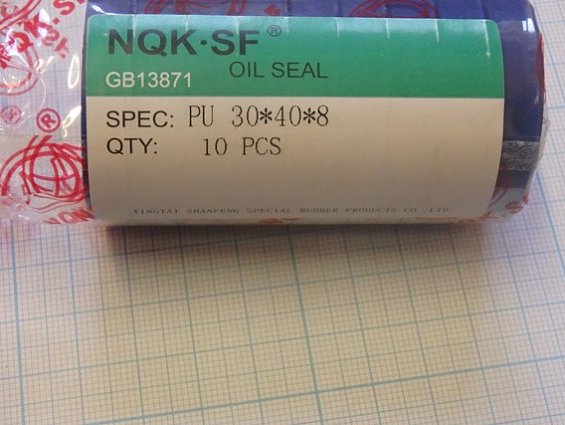 NQK·SF®
OIL SEAL
GB13871
SPEC: PU 30*40*8
QTY: 10 PCS
XINGTAI SHANFENG SPECIAL RUBBER PRODUCTS CO.,LTD